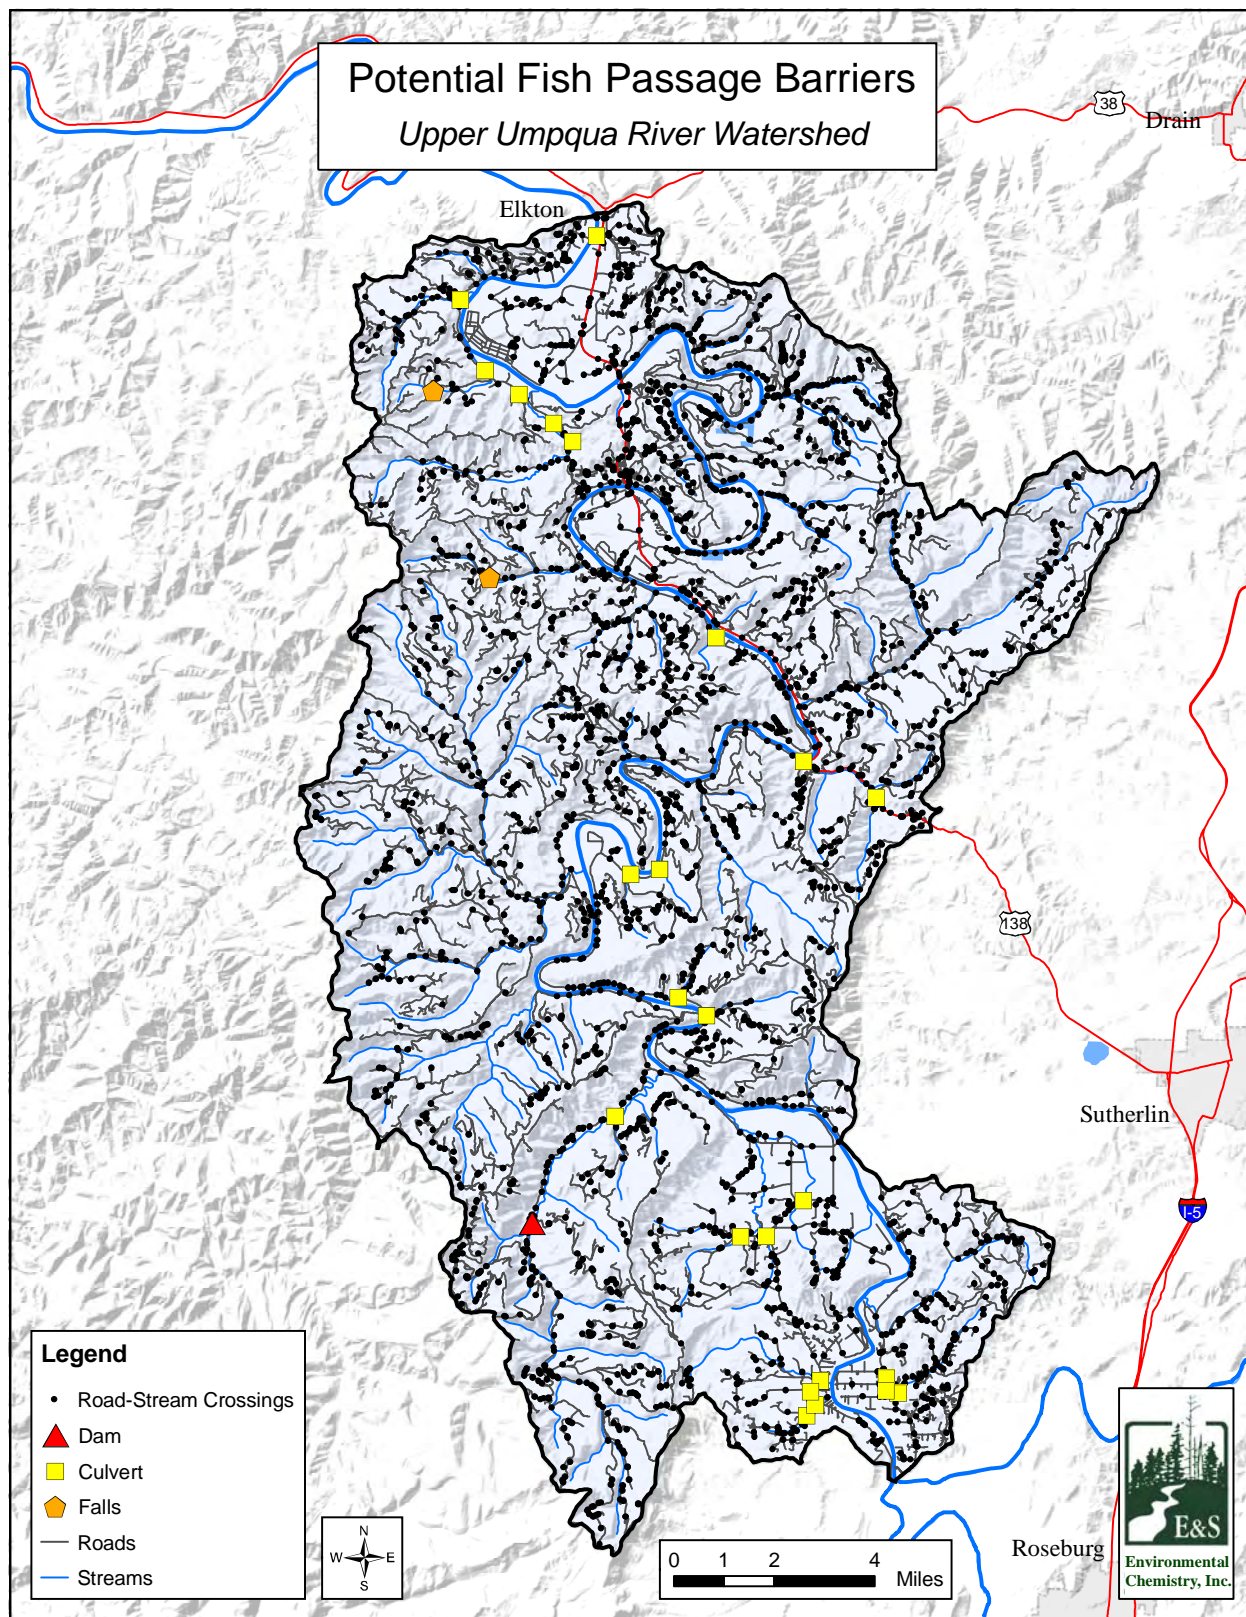 Potential Fish Passage Barriers
Upper Umpqua River Watershed
38
Drain
Elkton
138
Sutherlin
I-5
Legend
Road-Stream Crossings
Dam
Culvert
Falls
Roads
Streams
N
W E
S
0 1 2 4
Miles
Roseburg
E&S
Environmental
Chemistry, Inc.